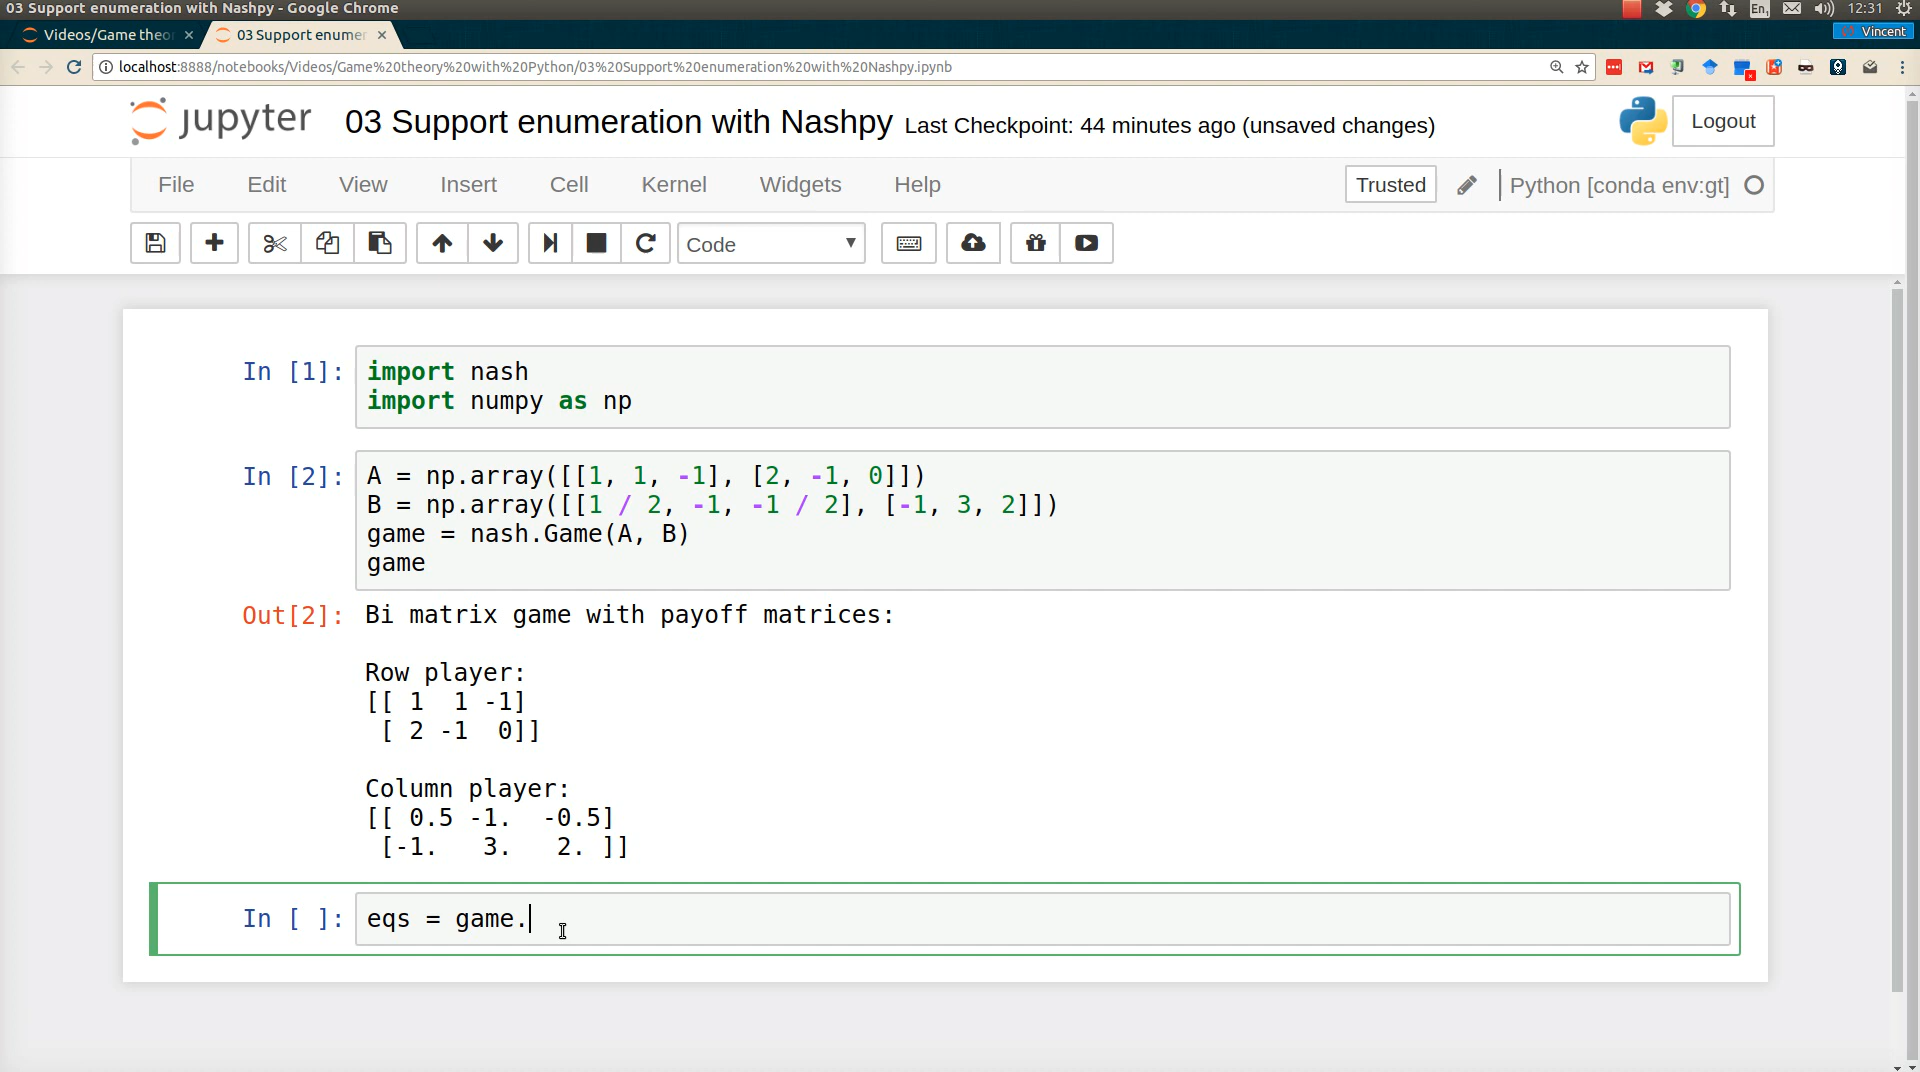 03 Support enumeration with Nashpy - Google Chrome
En1
12:31
Videos/Game theo
03 Support enumer
Vincent
localhost:8888/notebooks/Videos/Game%20theory%20with%20Python/03%20Support%20enumeration%20with%20Nashpy.ipynb
jupyter
03 Support enumeration with Nashpy Last Checkpoint: 44 minutes ago (unsaved changes)
Logout
File Edit View Insert Cell Kernel Widgets Help
Trusted
Python [conda env:gt]
Code
In [1]: import nash
import numpy as np
In [2]: A = np.array([[1, 1, -1], [2, -1, 0]])
B = np.array([[1 / 2, -1, -1 / 2], [-1, 3, 2]])
game = nash.Game(A, B)
game
Out[2]: Bi matrix game with payoff matrices:
Row player:
[[ 1  1 -1]
 [ 2 -1  0]]
Column player:
[[ 0.5 -1.  -0.5]
 [-1.   3.   2. ]]
In [ ]: eqs = game.